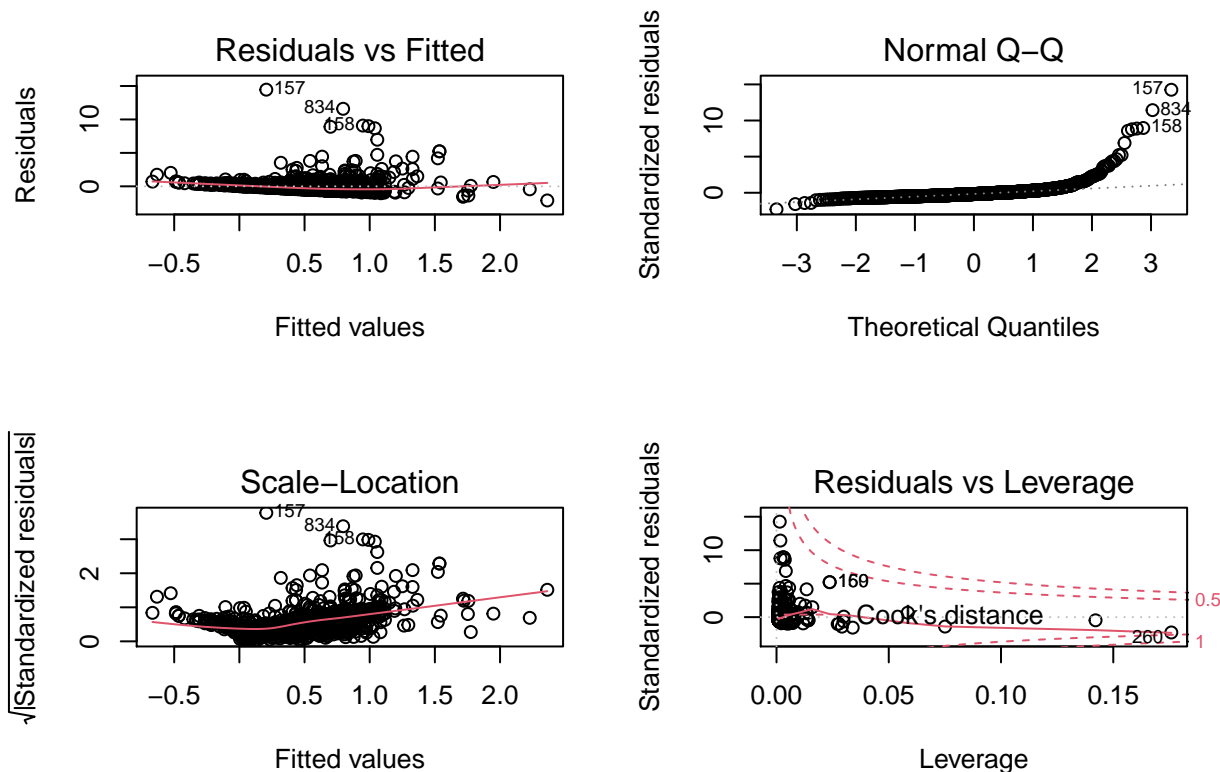 Residuals vs Fitted
Residuals
0 10
157
834
158
−0.5 0.5 1.0 1.5 2.0
Fitted values
Normal Q−Q
Standardized residuals
0 10
157
834
158
−3 −2 −1 0 1 2 3
Theoretical Quantiles
Scale−Location
√|Standardized residuals|
0 2
157
834
158
−0.5 0.5 1.0 1.5 2.0
Fitted values
Residuals vs Leverage
Standardized residuals
0 10
Cook's distance
0.5
1
260
0.00 0.05 0.10 0.15
Leverage